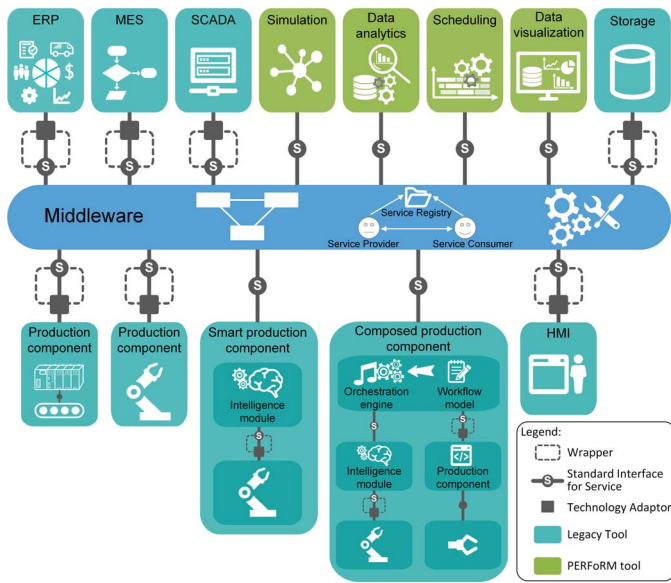 ERP
MES
SCADA
Simulation
Data
analytics
Scheduling
Data
visualization
Storage
$
S
S
S
S
S
S
S
S
Middleware
Service Registry
Service Provider
Service Consumer
S
S
S
S
S
Production
component
Production
component
Smart production
component
Composed production
component
HMI
Intelligence
module
Orchestration
engine
Workflow
model
S
S
S
Intelligence
module
Production
component
S
Legend:
Wrapper
S
Standard Interface
for Service
Technology Adaptor
Legacy Tool
PERFoRM tool